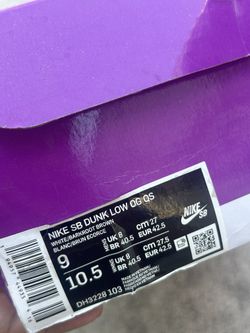 NIKE SB DUNK LOW OG QS
WHITE/BARKROOT BROWN
BLANC/BRUN ECORCE
9 UK 8 CM 27
BR 40.5 EUR 42.5
10.5 UK 8 CM 27.5
BR 40.5 EUR 42.5
DH3228 103
NIKE
SB